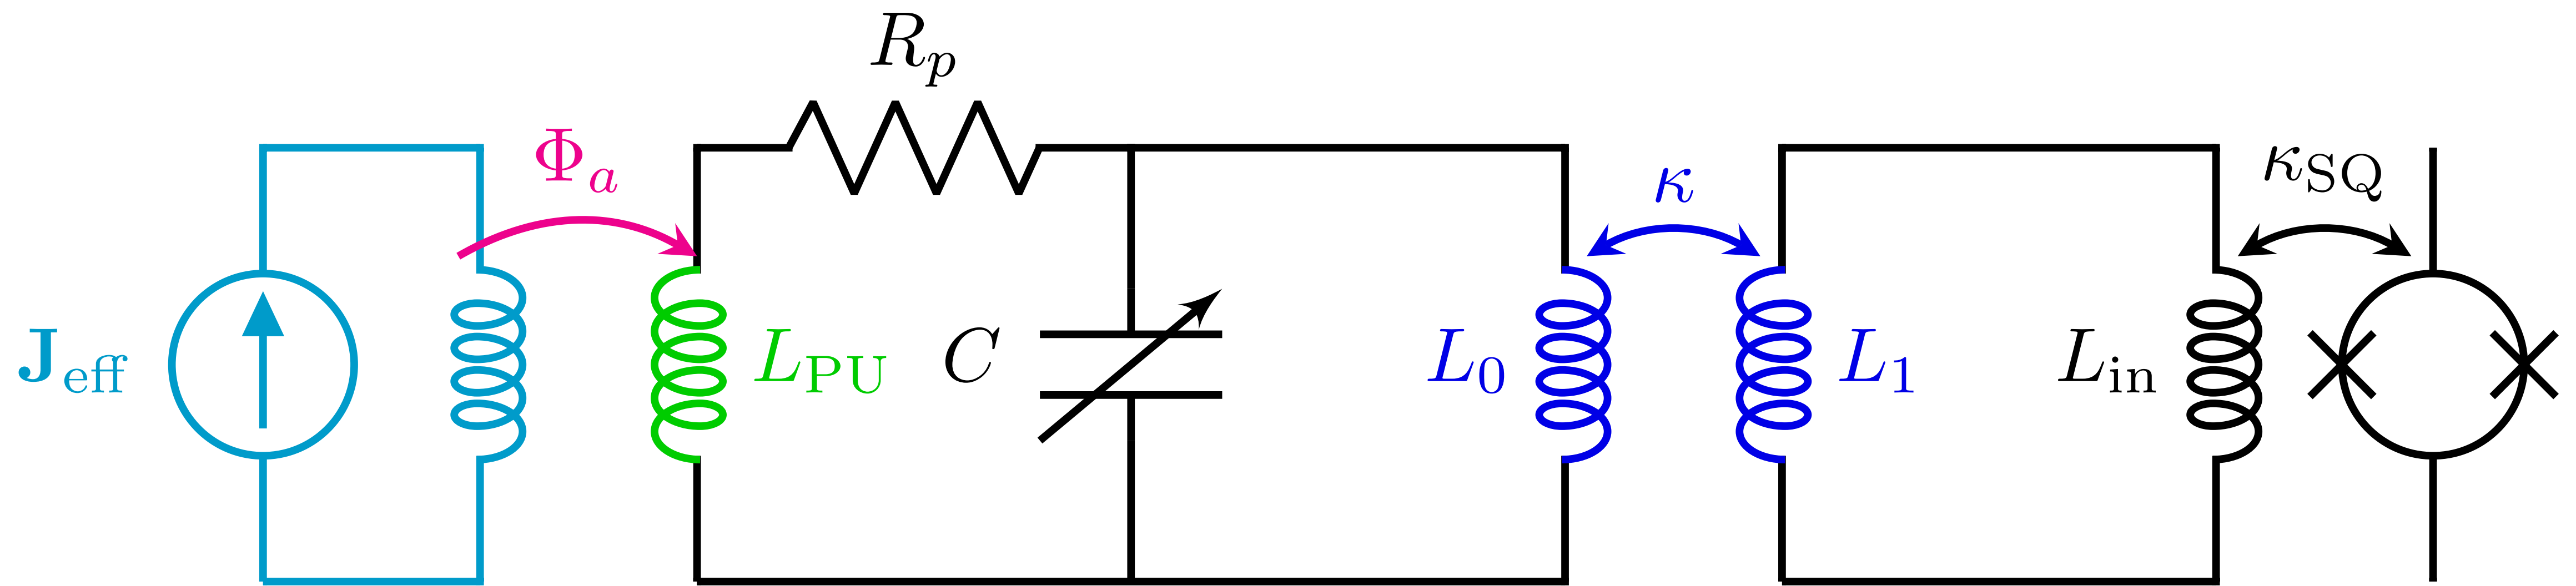 J_eff
Φ_a
L_PU
R_p
C
L_0
κ
L_1
L_in
κ_SQ